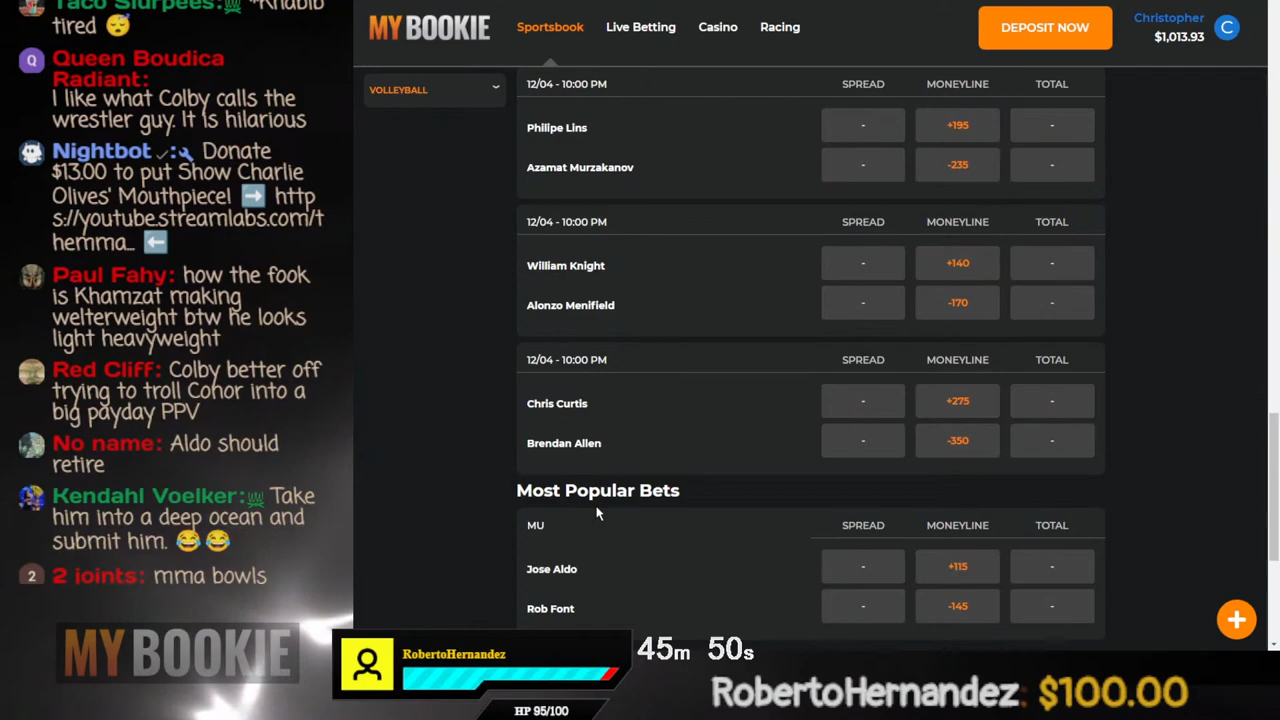 Taco Slurpees: *Khabib
tired
Q
Queen Boudica
Radiant:
I like what Colby calls the
wrestler guy. It is hilarious
Nightbot ✓: Donate
$13.00 to put Show Charlie
Olives' Mouthpiece! ➡️ http
s://youtube.streamlabs.com/t
hemma... ⬅️
Paul Fahy: how the fook
is Khamzat making
welterweight btw he looks
light heavyweight
Red Cliff: Colby better off
trying to troll Conor into a
big payday PPV
No name: Aldo should
retire
Kendahl Voelker: Take
him into a deep ocean and
submit him. 😂😂
2
2 joints: mma bowls
MYBOOKIE
MYBOOKIE
Sportsbook
Live Betting
Casino
Racing
DEPOSIT NOW
Christopher
$1,013.93
C
VOLLEYBALL
12/04 - 10:00 PM SPREAD MONEYLINE TOTAL
Philipe Lins - +195 -
Azamat Murzakanov - -235 -
12/04 - 10:00 PM SPREAD MONEYLINE TOTAL
William Knight - +140 -
Alonzo Menifield - -170 -
12/04 - 10:00 PM SPREAD MONEYLINE TOTAL
Chris Curtis - +275 -
Brendan Allen - -350 -
Most Popular Bets
MU SPREAD MONEYLINE TOTAL
Jose Aldo - +115 -
Rob Font - -145 -
+
RobertoHernandez
HP 95/100
45m 50s
RobertoHernandez: $100.00